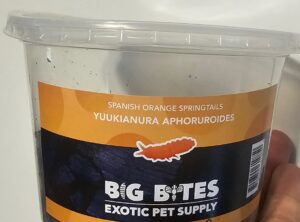 SPANISH ORANGE SPRINGTAILS
YUUKIANURA APHORUROIDES
BIG BITES
EXOTIC PET SUPPLY